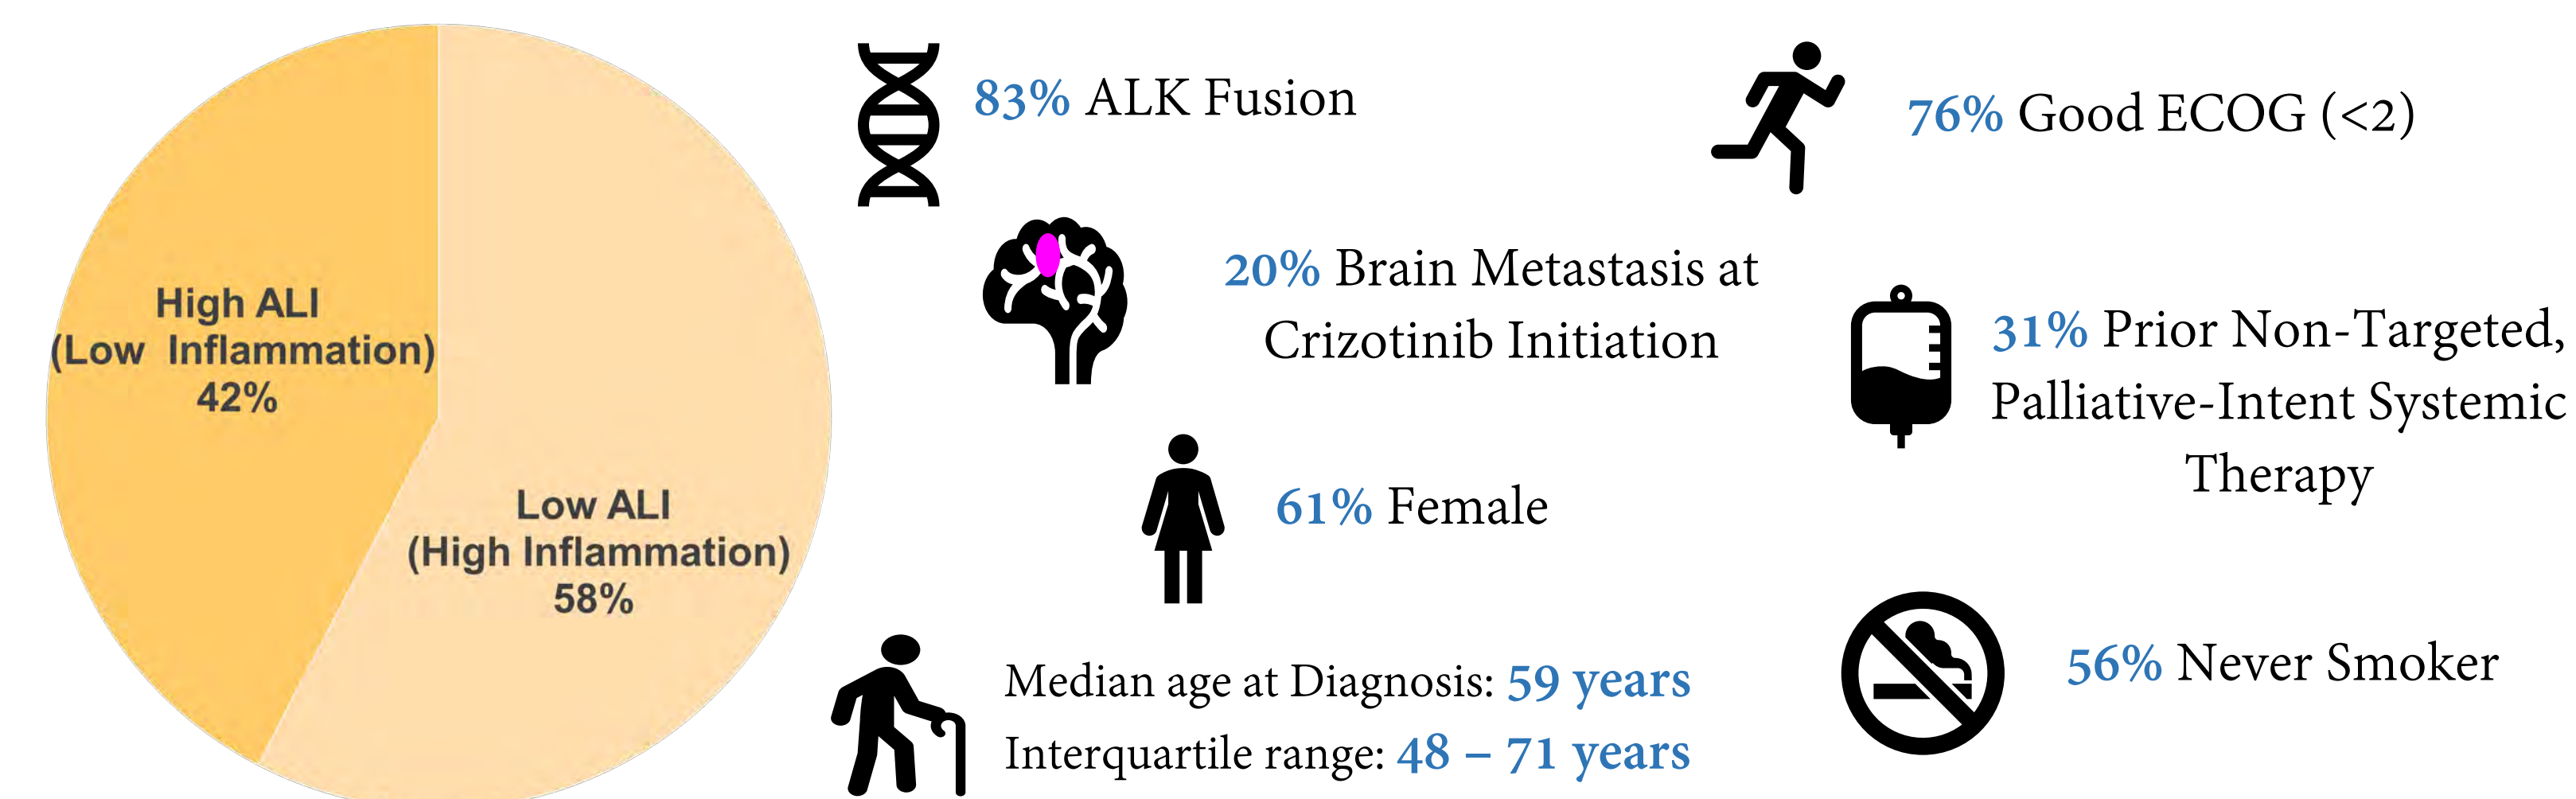 High ALI
(Low Inflammation)
42%
Low ALI
(High Inflammation)
58%
83% ALK Fusion
76% Good ECOG (<2)
20% Brain Metastasis at
Crizotinib Initiation
31% Prior Non-Targeted,
Palliative-Intent Systemic
Therapy
61% Female
Median age at Diagnosis: 59 years
Interquartile range: 48 – 71 years
56% Never Smoker